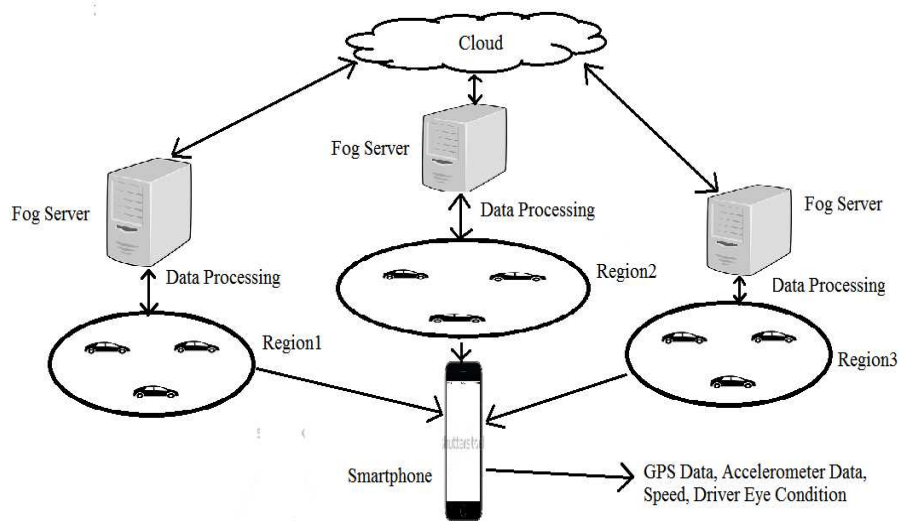 Cloud
Fog Server
Fog Server
Fog Server
Data Processing
Data Processing
Data Processing
Region2
Region1
Region3
Smartphone
GPS Data, Accelerometer Data,
Speed, Driver Eye Condition